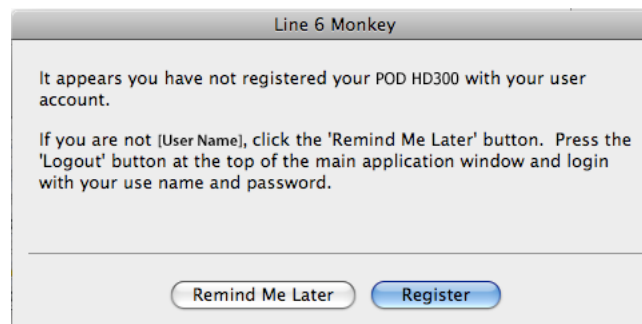 Line 6 Monkey
It appears you have not registered your POD HD300 with your user
account.
If you are not [User Name], click the 'Remind Me Later' button. Press the
'Logout' button at the top of the main application window and login
with your use name and password.
Remind Me Later
Register